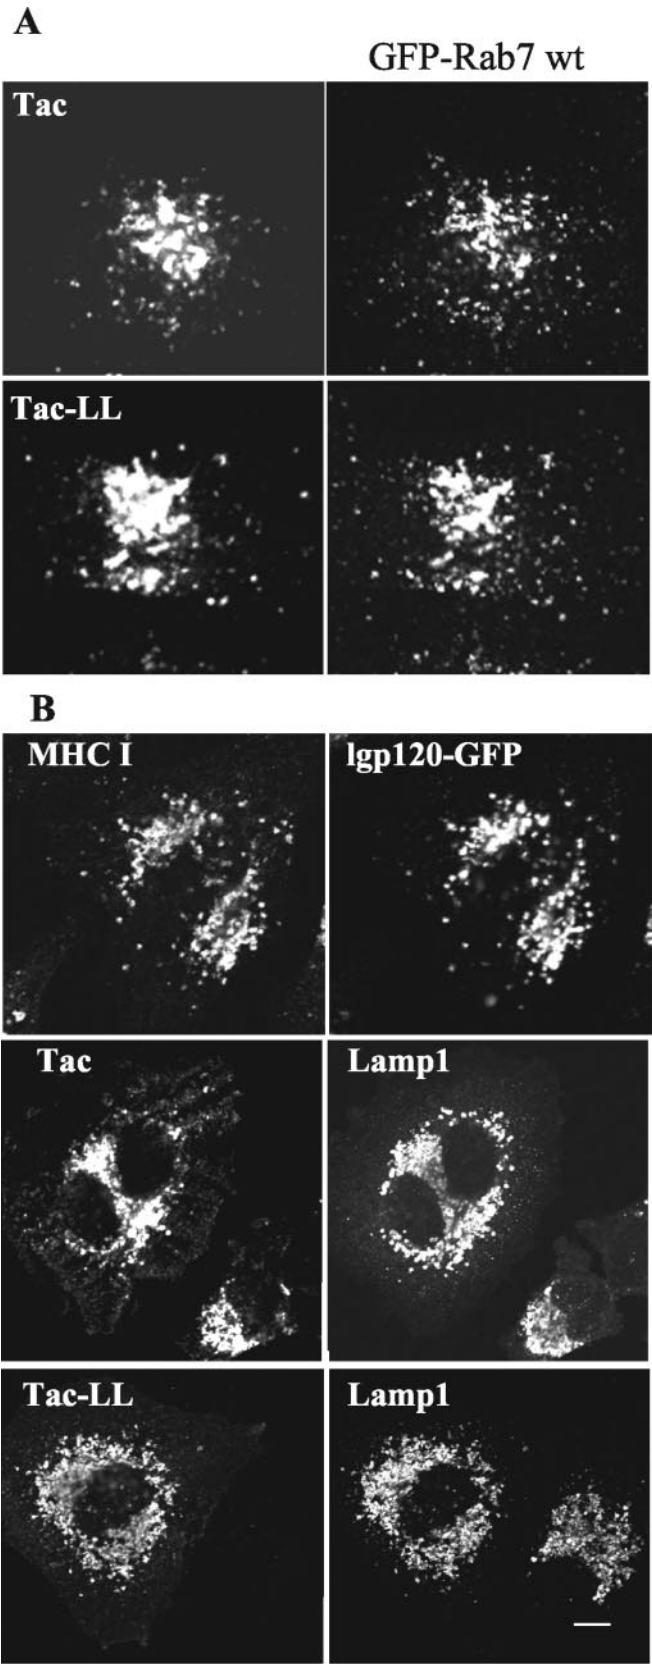 A
GFP-Rab7 wt
Tac
Tac-LL
B
MHC I
lgp120-GFP
Tac
Lamp1
Tac-LL
Lamp1